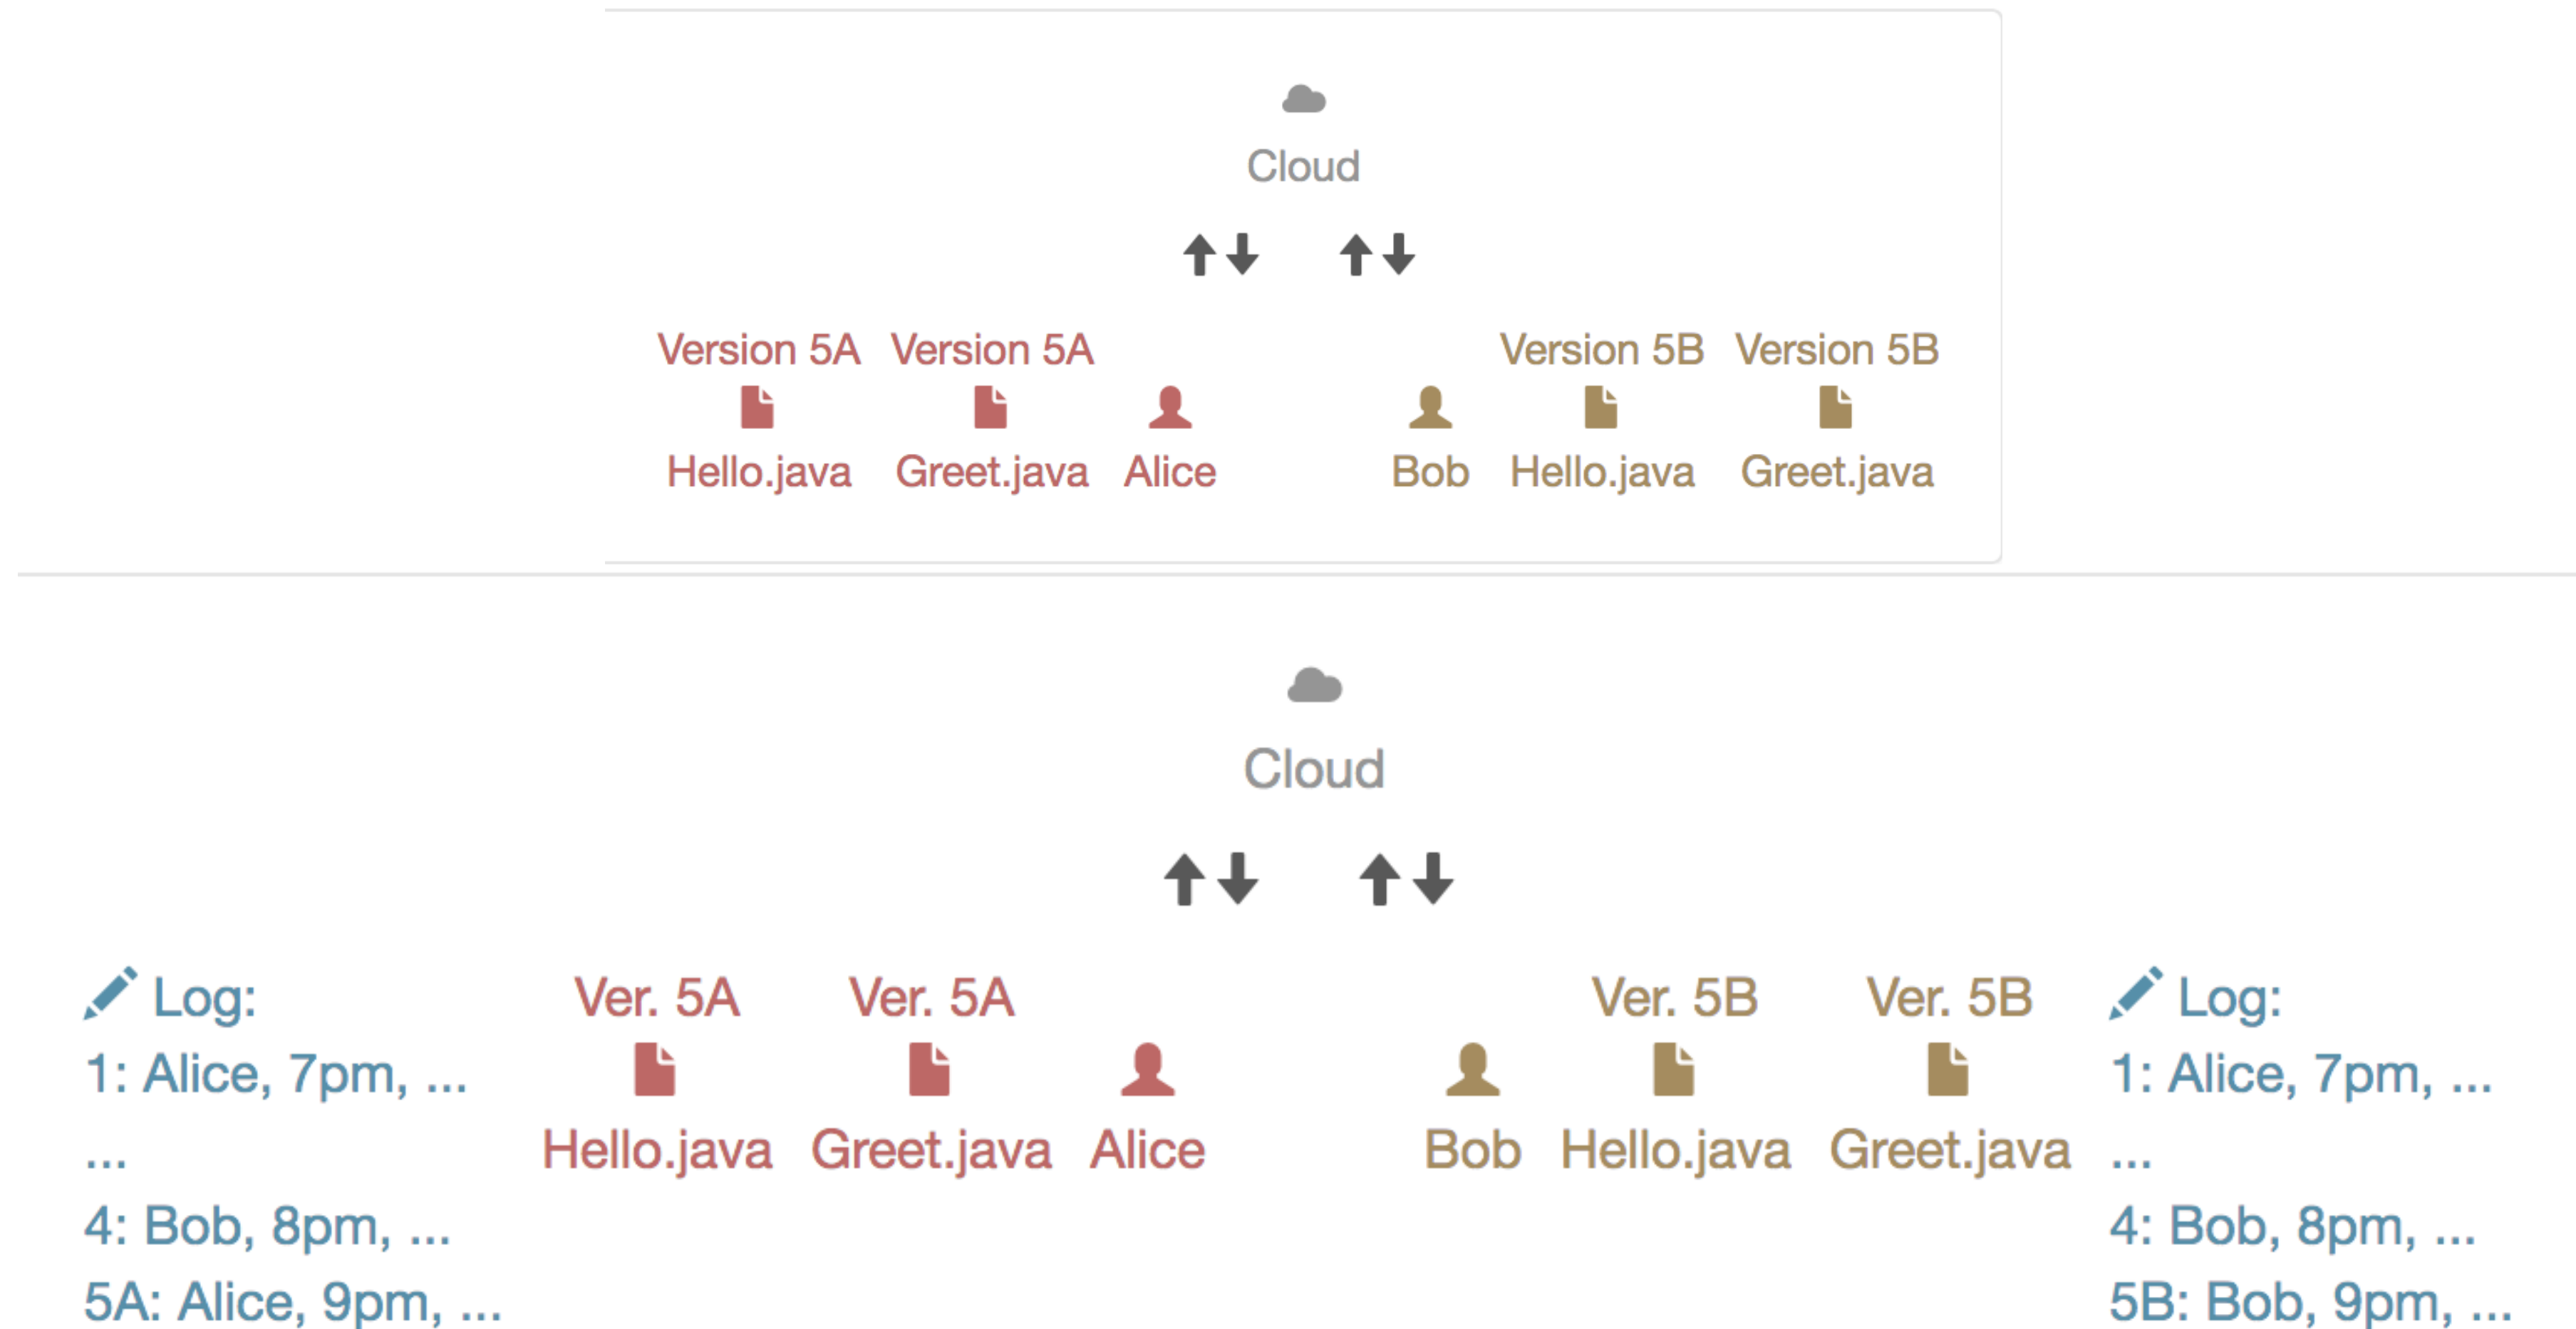 Cloud
Version 5A Version 5A Version 5B Version 5B
Hello.java Greet.java Alice Bob Hello.java Greet.java
Cloud
Log: Ver. 5A Ver. 5A Ver. 5B Ver. 5B Log:
1: Alice, 7pm, ... 1: Alice, 7pm, ...
... Hello.java Greet.java Alice Bob Hello.java Greet.java ...
4: Bob, 8pm, ... 4: Bob, 8pm, ...
5A: Alice, 9pm, ... 5B: Bob, 9pm, ...